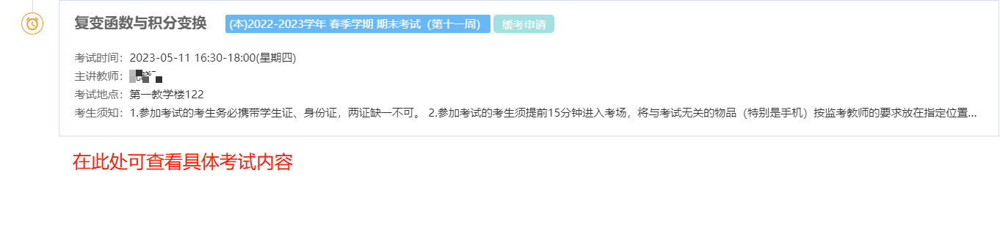 复变函数与积分变换 (本)2022-2023学年 春季学期 期末考试（第十一周） 缓考申请
考试时间：2023-05-11 16:30-18:00(星期四)
主讲教师：
考试地点：第一教学楼122
考生须知：1.参加考试的考生务必携带学生证、身份证，两证缺一不可。 2.参加考试的考生须提前15分钟进入考场，将与考试无关的物品（特别是手机）按监考教师的要求放在指定位置...
在此处可查看具体考试内容